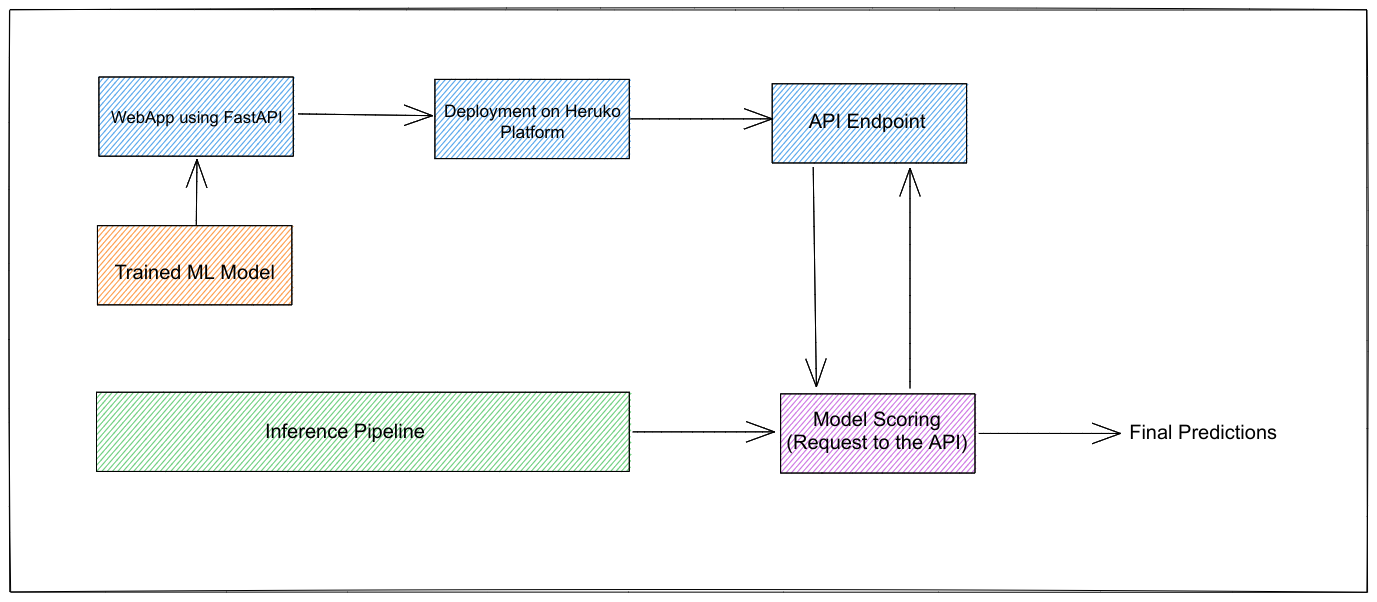 WebApp using FastAPI
Deployment on Heruko
Platform
API Endpoint
Trained ML Model
Inference Pipeline
Model Scoring
(Request to the API)
Final Predictions